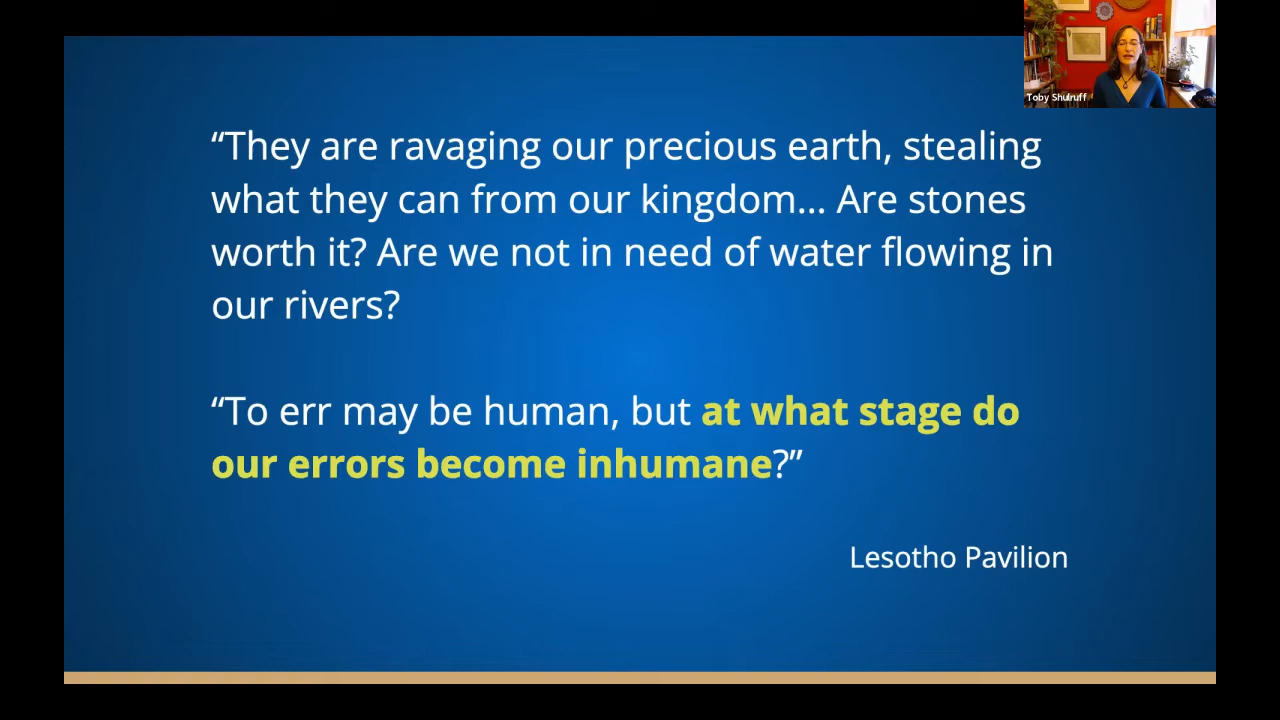 Toby Shulruff
“They are ravaging our precious earth, stealing
what they can from our kingdom... Are stones
worth it? Are we not in need of water flowing in
our rivers?
“To err may be human, but at what stage do
our errors become inhumane?”
Lesotho Pavilion